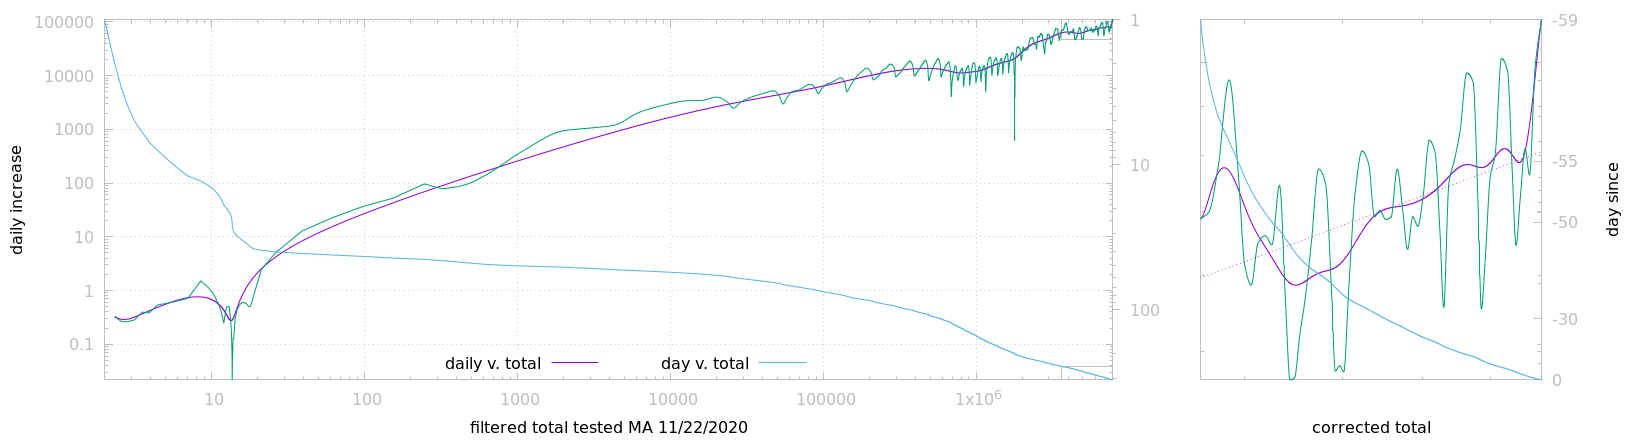 100000
10000
1000
100
10
1
0.1
daily increase
10
100
1000
10000
100000
1x10⁶
filtered total tested MA 11/22/2020
daily v. total
day v. total
1
10
100
-59
-55
-50
-30
0
day since
corrected total